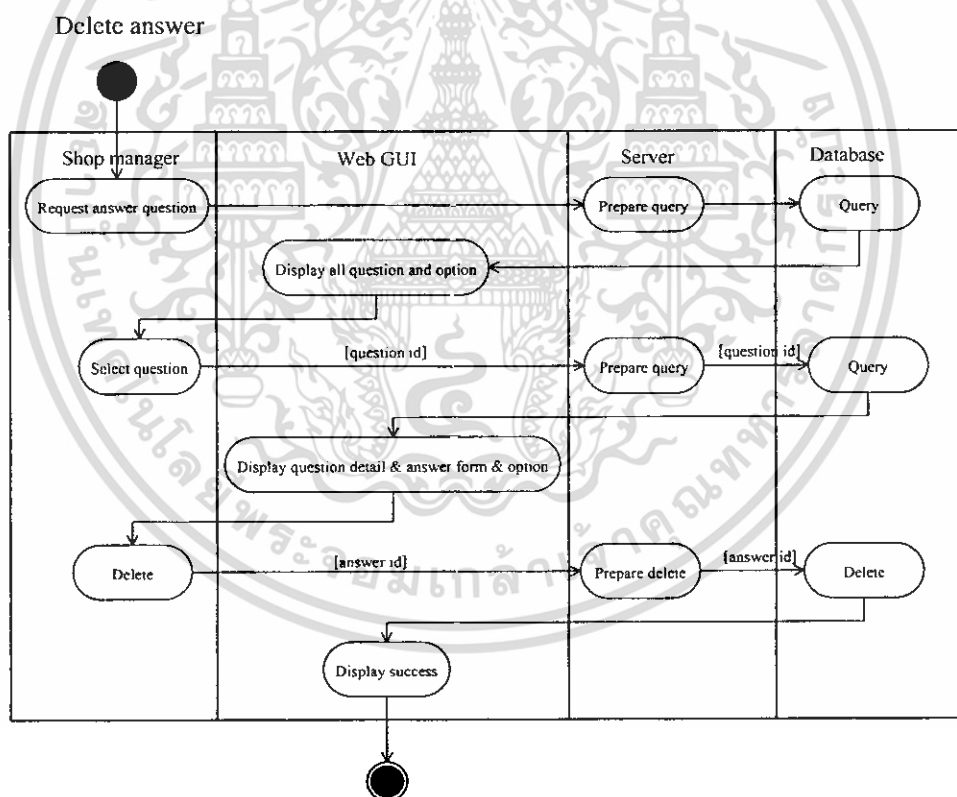 Delete answer
Shop manager
Web GUI
Server
Database
Request answer question
Prepare query
Query
Display all question and option
Select question
[question id]
Prepare query
[question id]
Query
Display question detail & answer form & option
Delete
[answer id]
Prepare delete
[answer id]
Delete
Display success